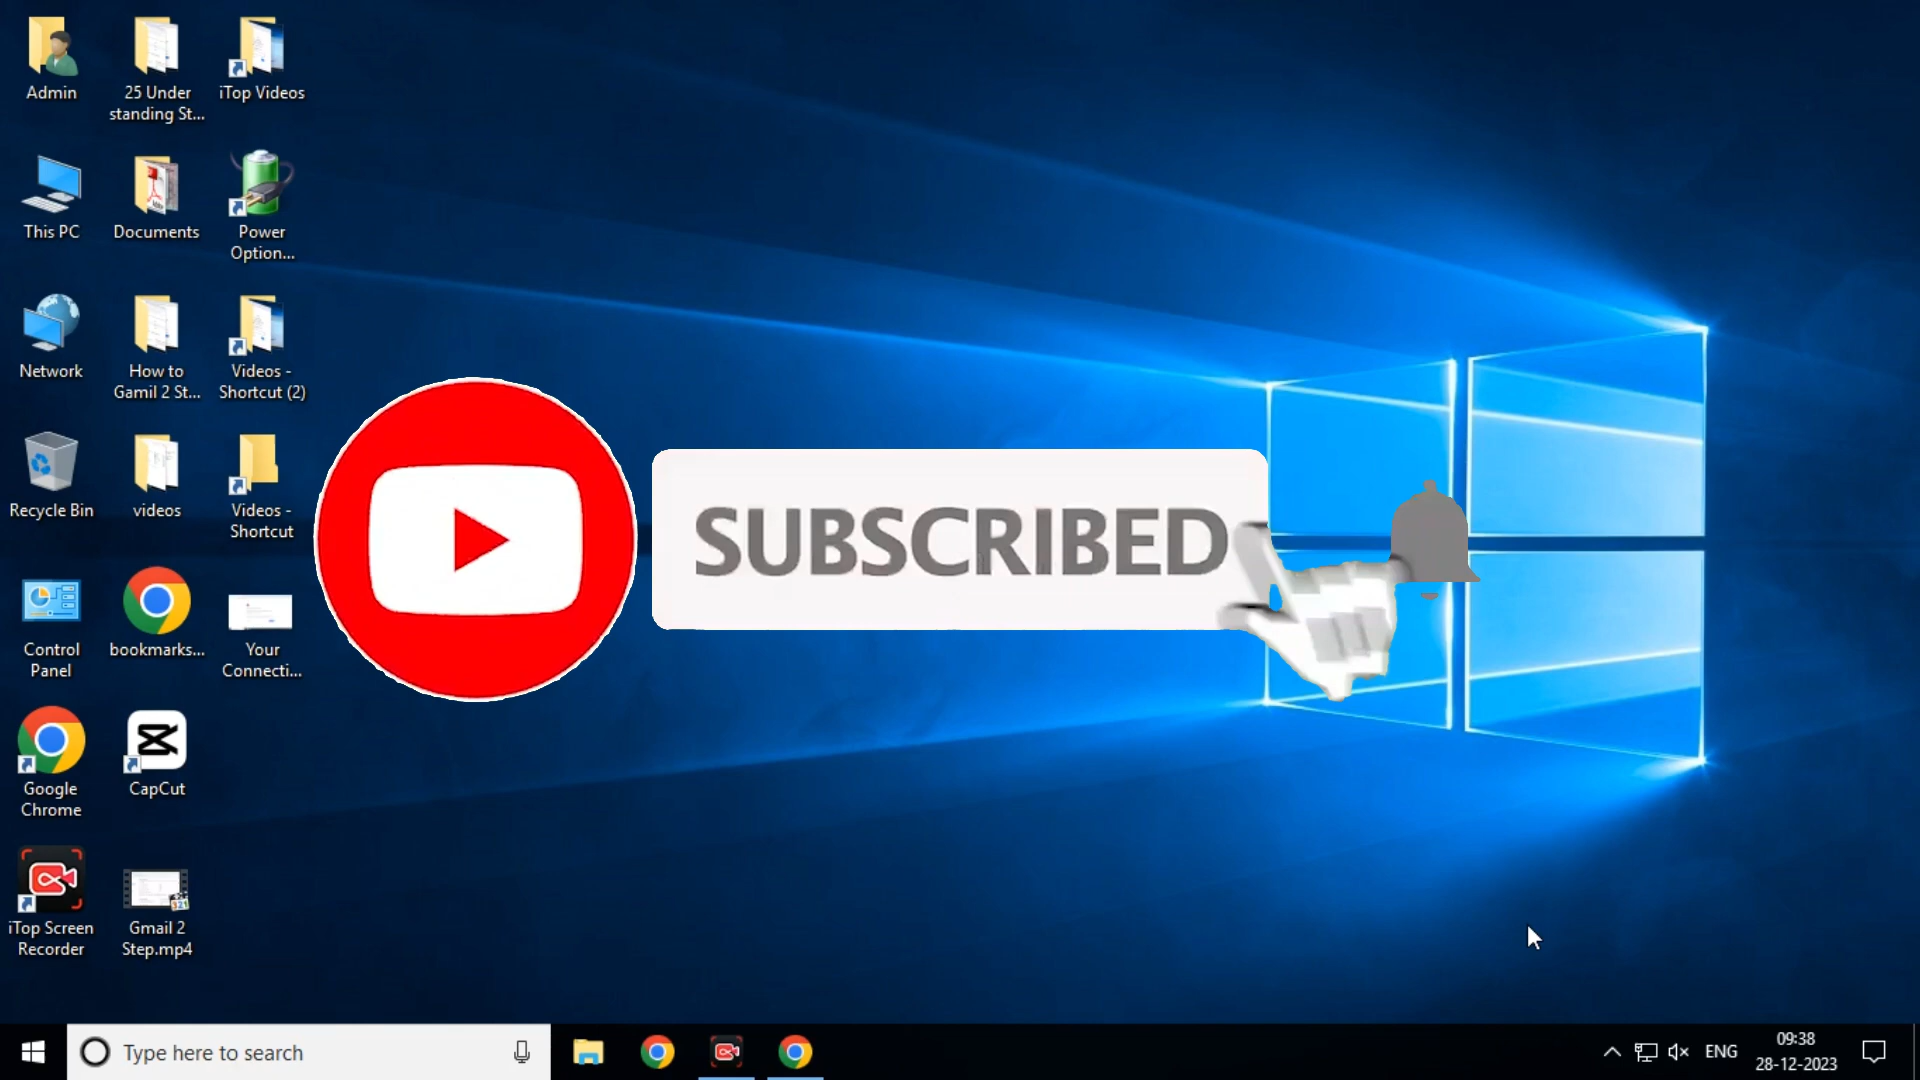 Admin
25 Under
standing St...
iTop Videos
This PC
Documents
Power
Option...
Network
How to
Gamil 2 St...
Videos -
Shortcut (2)
Recycle Bin
videos
Videos -
Shortcut
SUBSCRIBED
Control
Panel
bookmarks...
Your
Connecti...
Google
Chrome
CapCut
iTop Screen
Recorder
Gmail 2
Step.mp4
Type here to search
ENG
09:38
28-12-2023